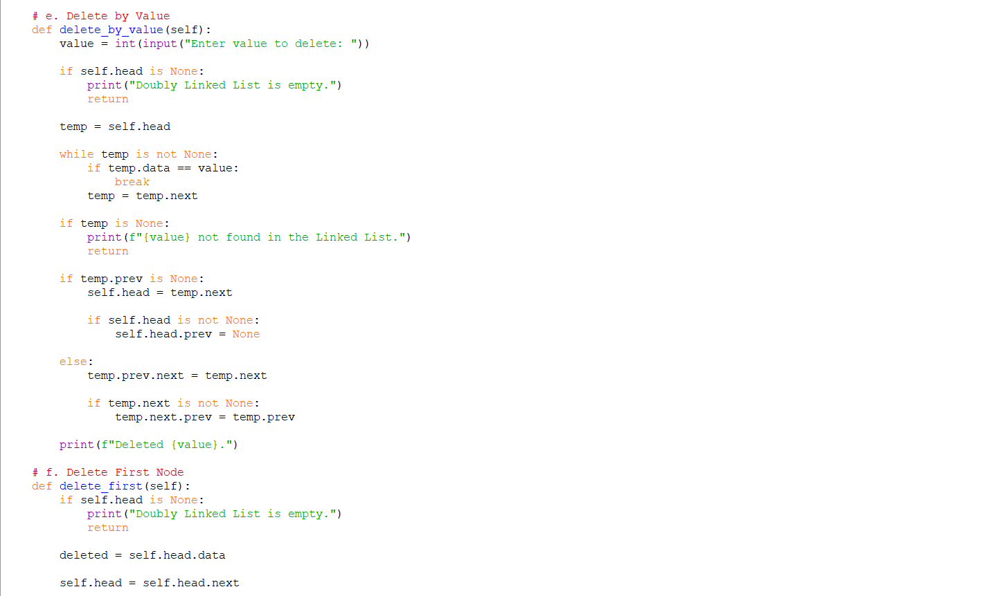 # e. Delete by Value
def delete_by_value(self):
    value = int(input("Enter value to delete: "))

    if self.head is None:
        print("Doubly Linked List is empty.")
        return

    temp = self.head

    while temp is not None:
        if temp.data == value:
            break
        temp = temp.next

    if temp is None:
        print(f"{value} not found in the Linked List.")
        return

    if temp.prev is None:
        self.head = temp.next

        if self.head is not None:
            self.head.prev = None

    else:
        temp.prev.next = temp.next

        if temp.next is not None:
            temp.next.prev = temp.prev

    print(f"Deleted {value}.")

# f. Delete First Node
def delete_first(self):
    if self.head is None:
        print("Doubly Linked List is empty.")
        return

    deleted = self.head.data

    self.head = self.head.next